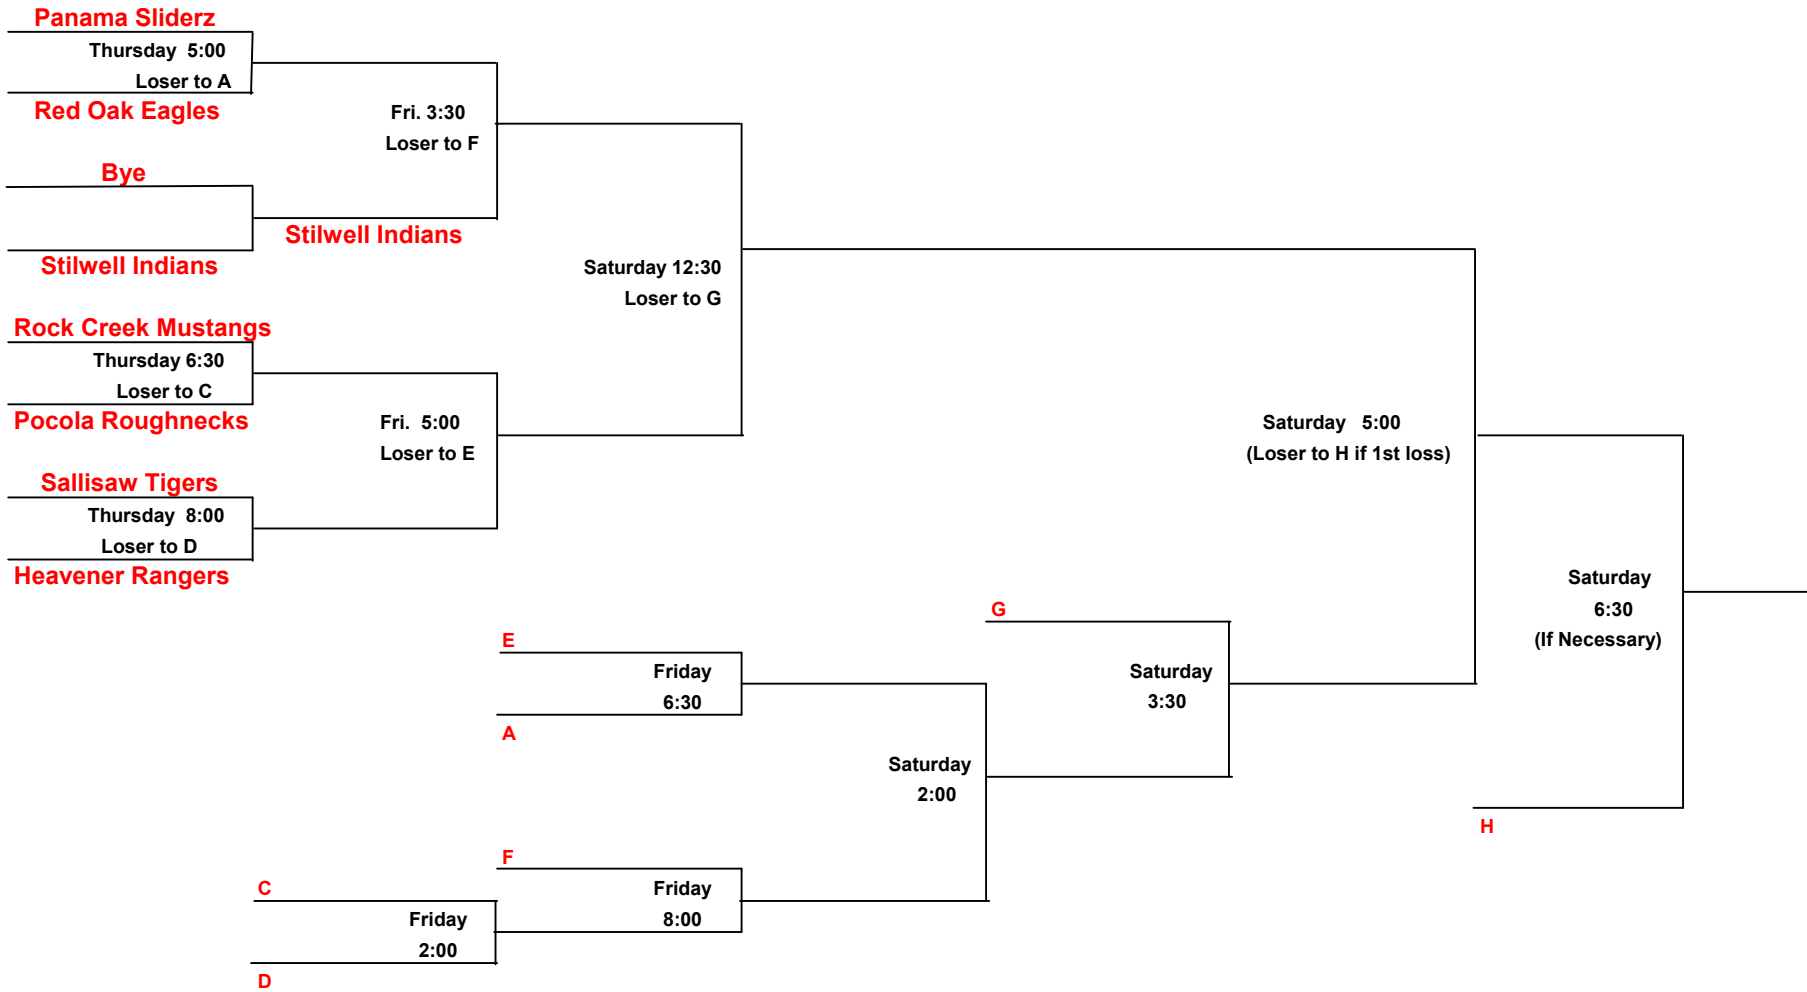 Panama Sliderz
Thursday 5:00
Loser to A
Red Oak Eagles
Fri. 3:30
Loser to F
Bye
Stilwell Indians
Stilwell Indians
Saturday 12:30
Loser to G
Rock Creek Mustangs
Thursday 6:30
Loser to C
Pocola Roughnecks
Fri. 5:00
Loser to E
Saturday 5:00
(Loser to H if 1st loss)
Sallisaw Tigers
Thursday 8:00
Loser to D
Heavener Rangers
Saturday
6:30
(If Necessary)
G
E
Friday
6:30
A
Saturday
3:30
Saturday
2:00
H
F
C
Friday
8:00
Friday
2:00
D